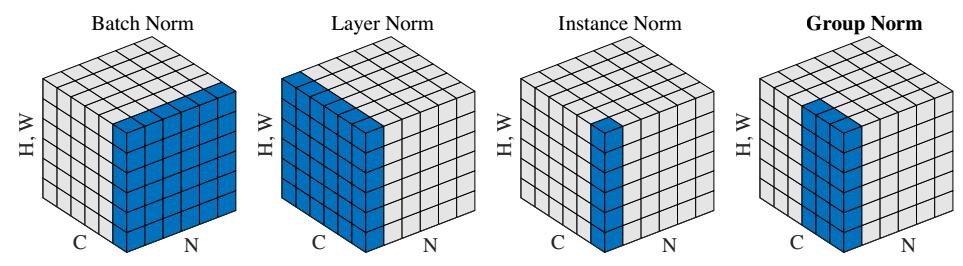 Batch Norm
Layer Norm
Instance Norm
Group Norm
H, W
C
N
H, W
C
N
H, W
C
N
H, W
C
N